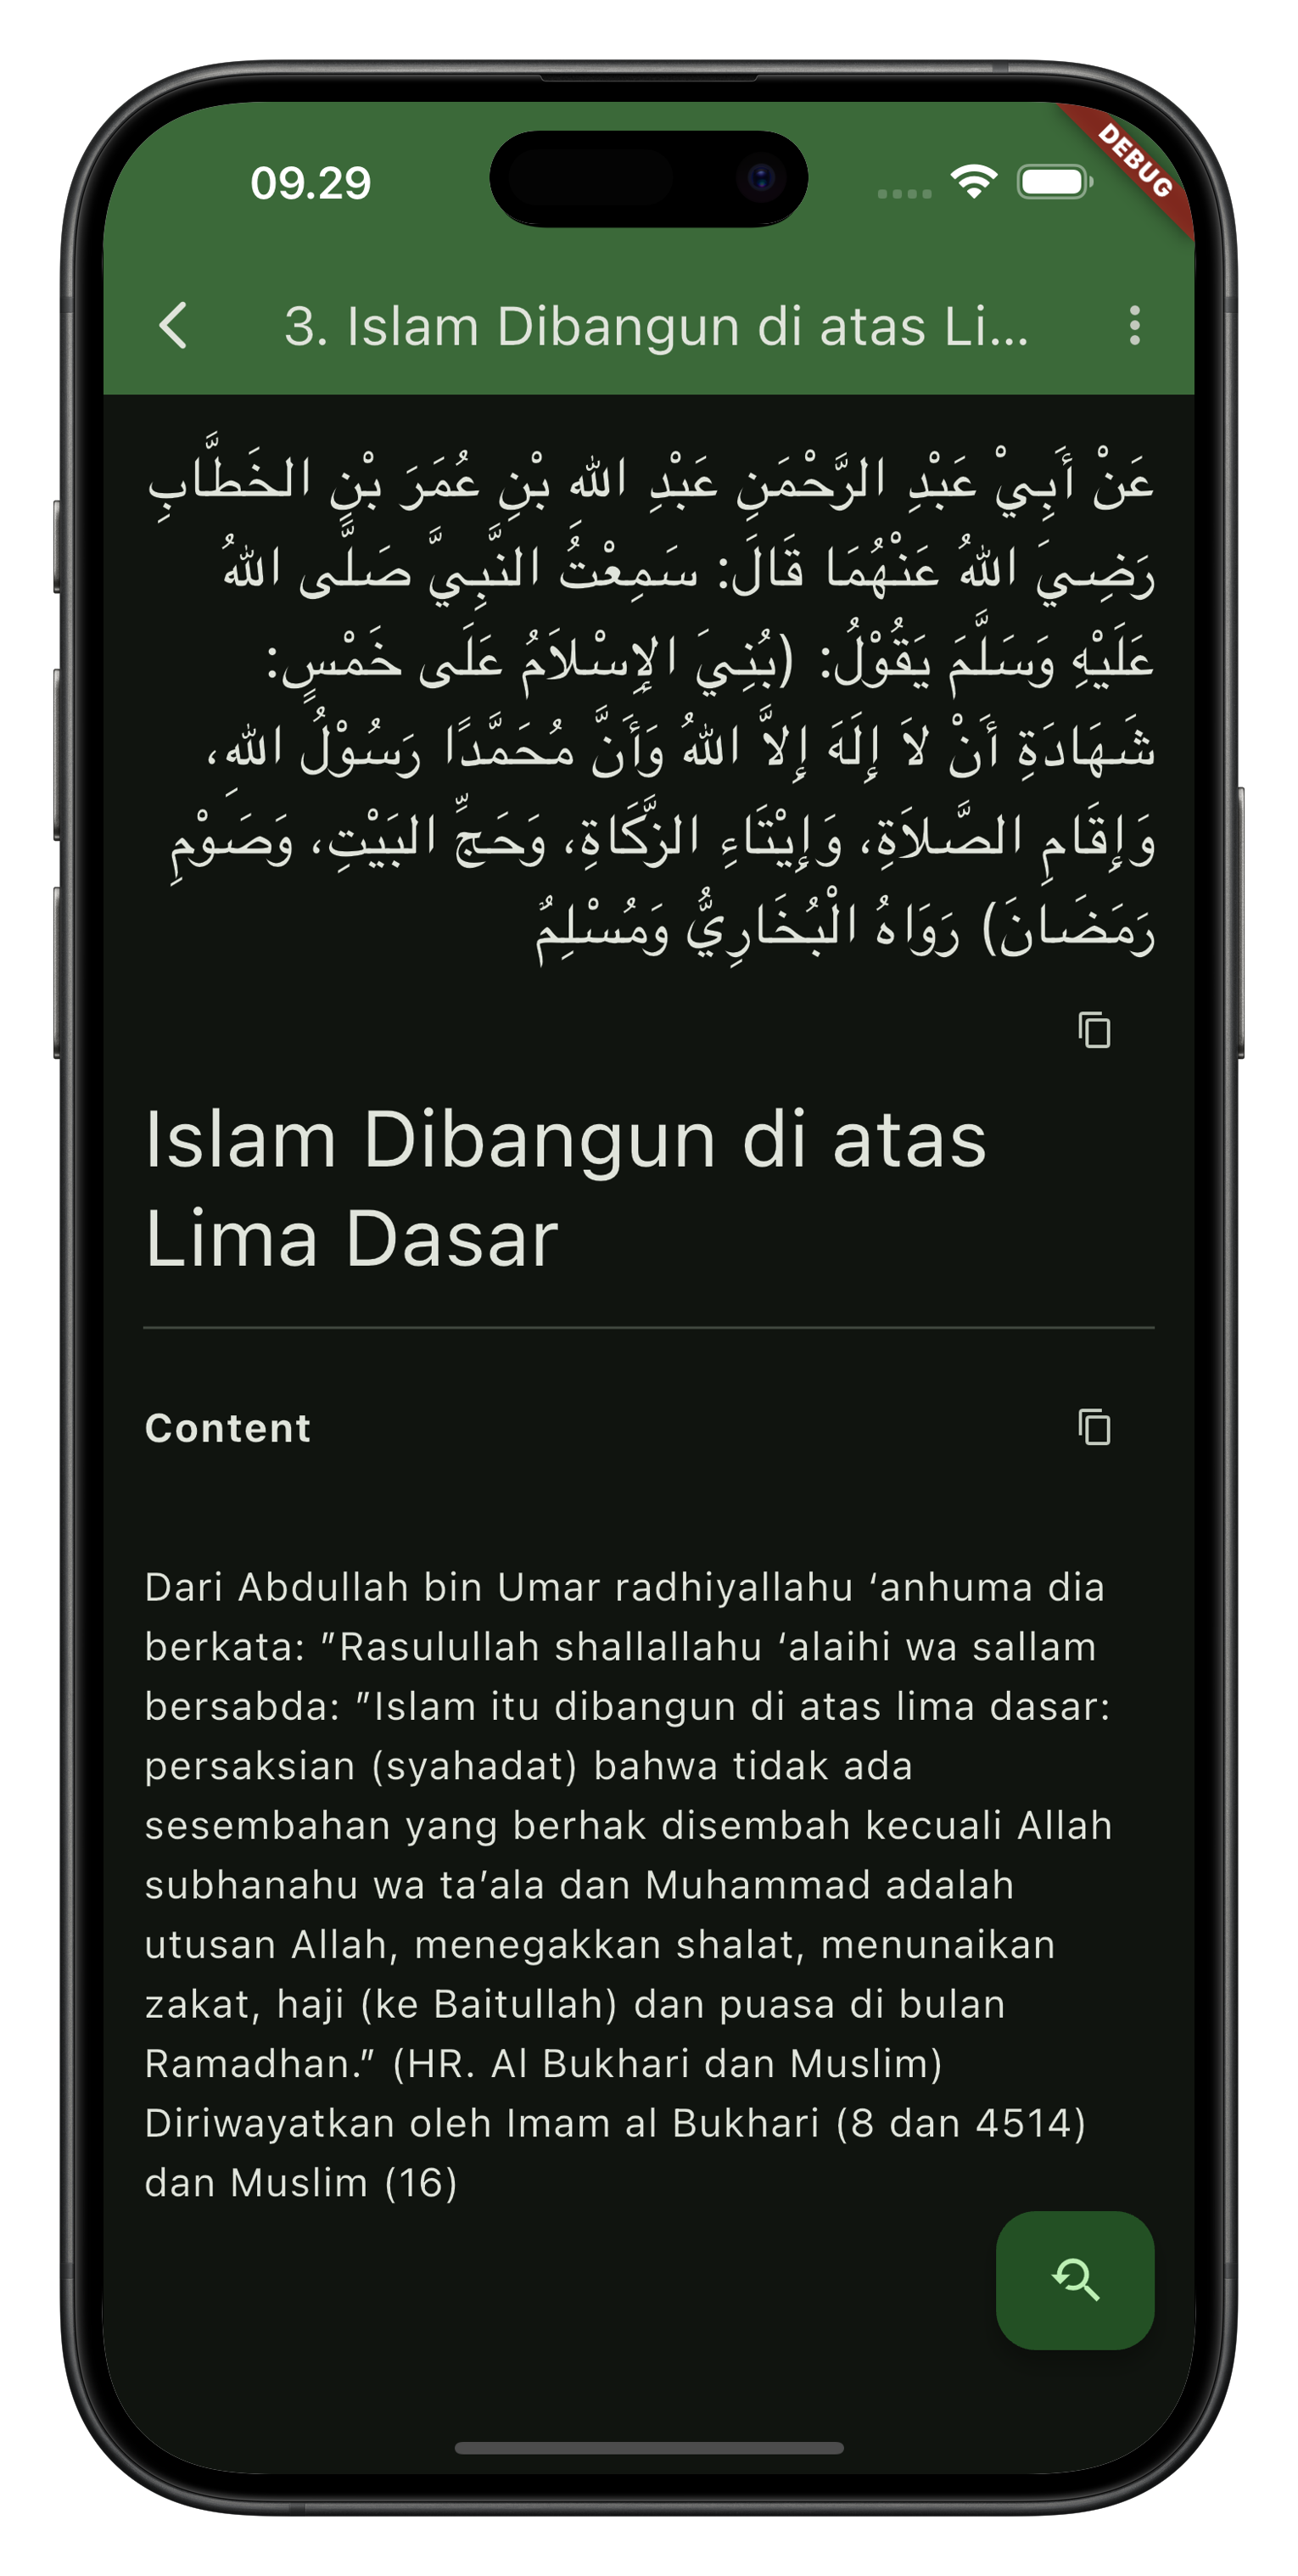 09.29
DEBUG
3. Islam Dibangun di atas Li...
عَنْ أَبِيْ عَبْدِ الرَّحْمَنِ عَبْدِ اللهِ بْنِ عُمَرَ بْنِ الخَطَّابِ
رَضِيَ اللهُ عَنْهُمَا قَالَ: سَمِعْتُ النَّبِيَّ صَلَّى اللهُ
عَلَيْهِ وَسَلَّمَ يَقُوْلُ: (بُنِيَ الإِسْلاَمُ عَلَى خَمْسٍ:
شَهَادَةِ أَنْ لاَ إِلَهَ إِلاَّ اللهُ وَأَنَّ مُحَمَّدًا رَسُوْلُ اللهِ،
وَإِقَامِ الصَّلاَةِ، وَإِيْتَاءِ الزَّكَاةِ، وَحَجِّ البَيْتِ، وَصَوْمِ
رَمَضَانَ) رَوَاهُ الْبُخَارِيُّ وَمُسْلِمٌ
Islam Dibangun di atas
Lima Dasar
Content
Dari Abdullah bin Umar radhiyallahu ‘anhuma dia
berkata: ”Rasulullah shallallahu ‘alaihi wa sallam
bersabda: ”Islam itu dibangun di atas lima dasar:
persaksian (syahadat) bahwa tidak ada
sesembahan yang berhak disembah kecuali Allah
subhanahu wa ta’ala dan Muhammad adalah
utusan Allah, menegakkan shalat, menunaikan
zakat, haji (ke Baitullah) dan puasa di bulan
Ramadhan.” (HR. Al Bukhari dan Muslim)
Diriwayatkan oleh Imam al Bukhari (8 dan 4514)
dan Muslim (16)